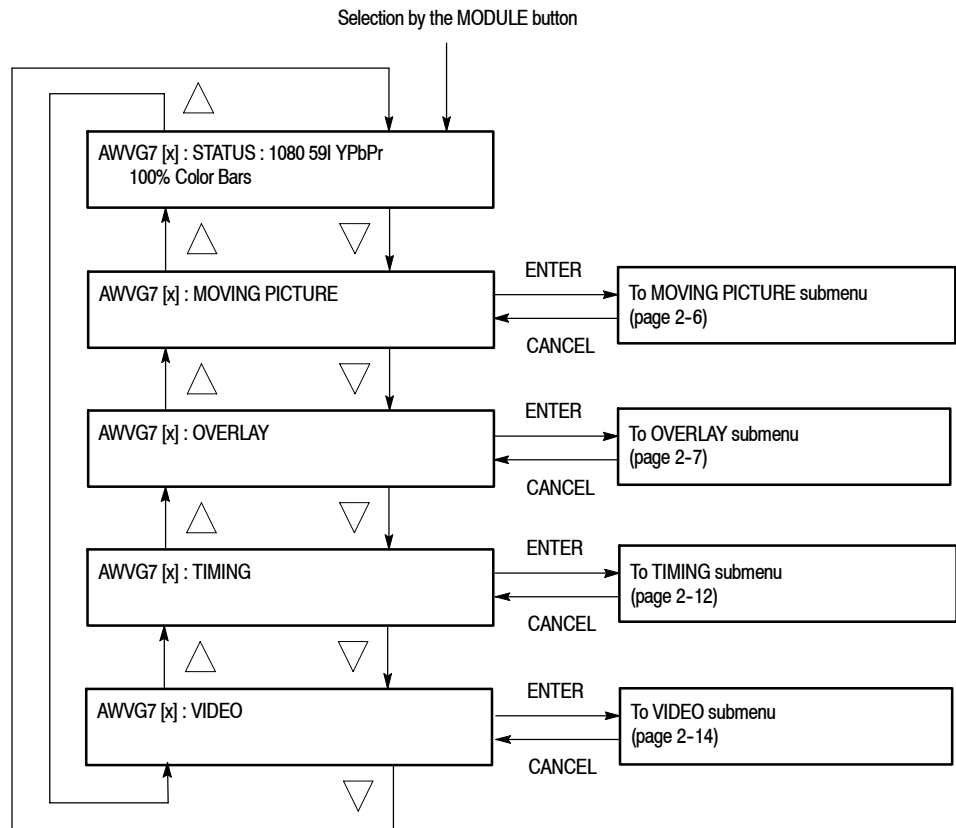 Selection by the MODULE button
AWVG7 [x] : STATUS : 1080 59I YPbPr
100% Color Bars
AWVG7 [x] : MOVING PICTURE
ENTER
CANCEL
To MOVING PICTURE submenu
(page 2-6)
AWVG7 [x] : OVERLAY
ENTER
CANCEL
To OVERLAY submenu
(page 2-7)
AWVG7 [x] : TIMING
ENTER
CANCEL
To TIMING submenu
(page 2-12)
AWVG7 [x] : VIDEO
ENTER
CANCEL
To VIDEO submenu
(page 2-14)